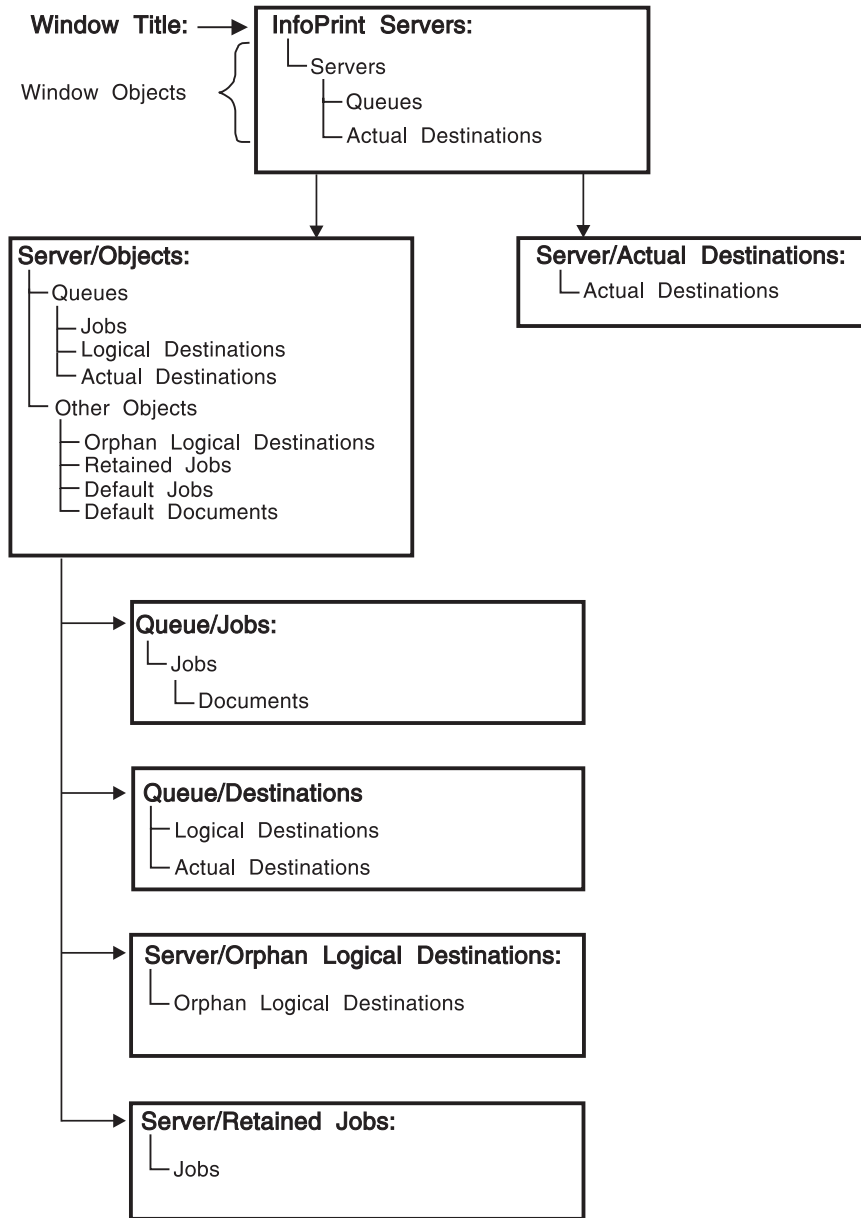 Window Title:
InfoPrint Servers:
Servers
Window Objects
Queues
Actual Destinations
Server/Objects:
Queues
Jobs
Logical Destinations
Actual Destinations
Other Objects
Orphan Logical Destinations
Retained Jobs
Default Jobs
Default Documents
Server/Actual Destinations:
Actual Destinations
Queue/Jobs:
Jobs
Documents
Queue/Destinations
Logical Destinations
Actual Destinations
Server/Orphan Logical Destinations:
Orphan Logical Destinations
Server/Retained Jobs:
Jobs